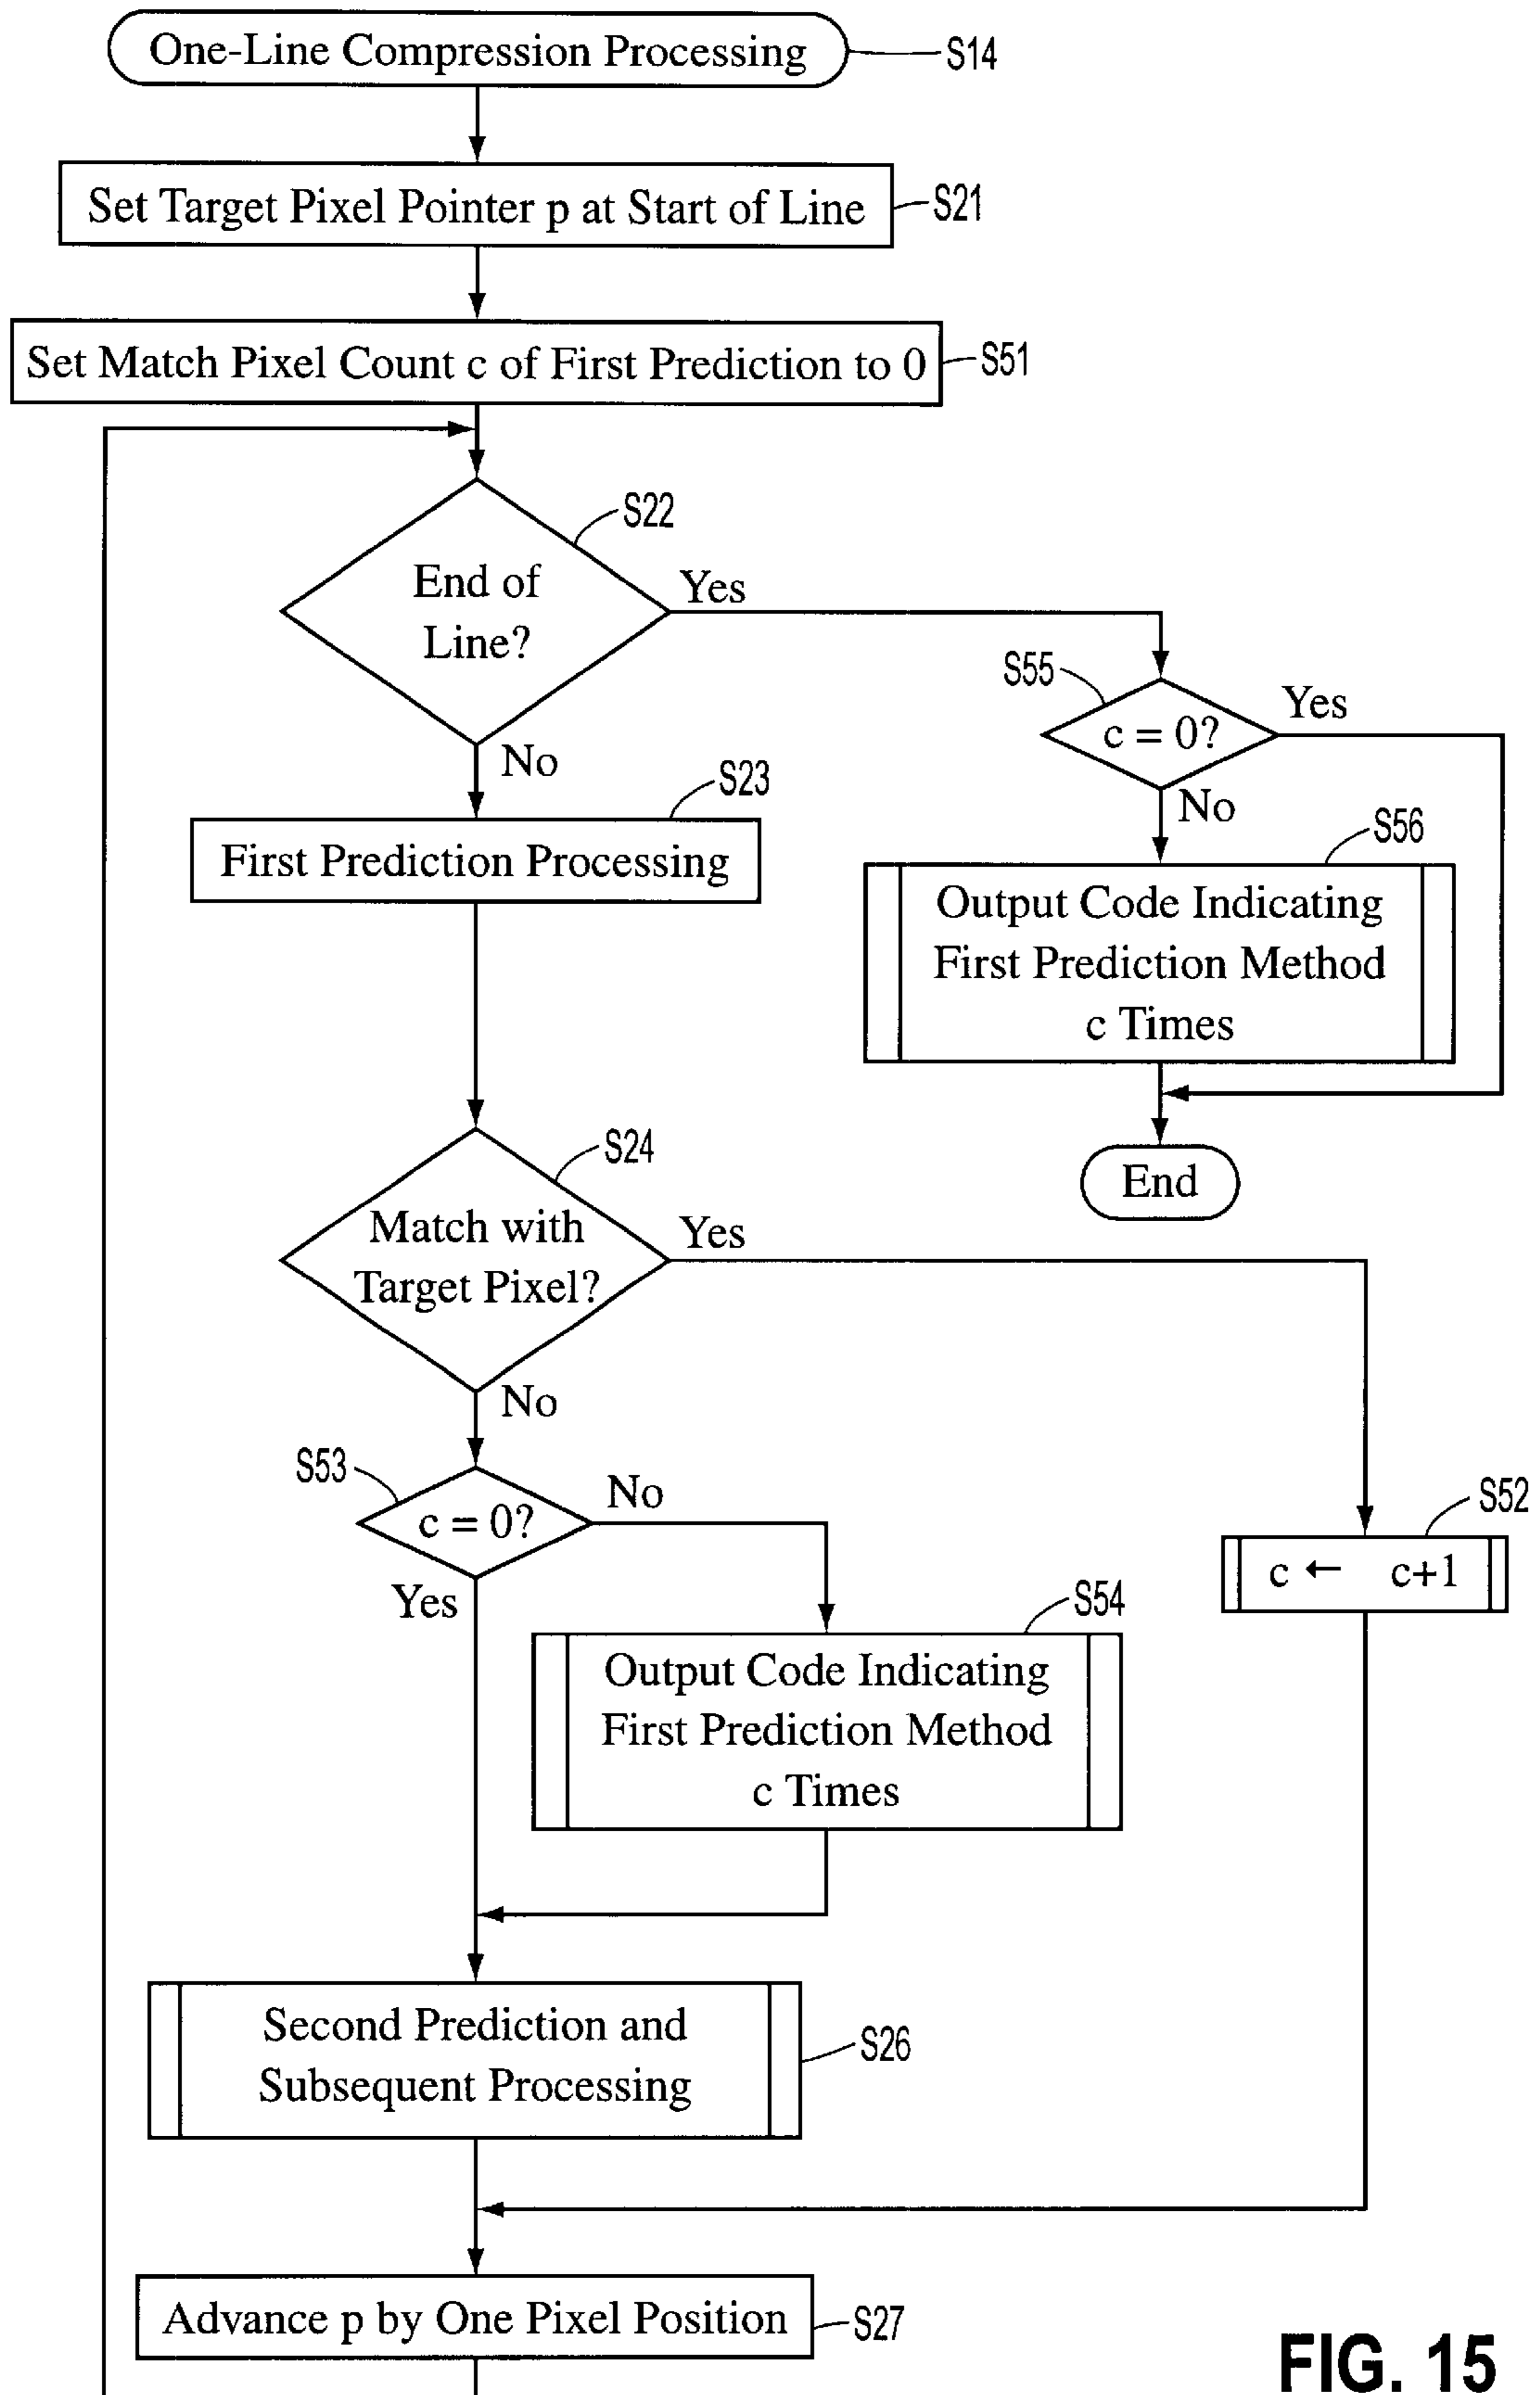 One-Line Compression Processing
S14
Set Target Pixel Pointer p at Start of Line
S21
Set Match Pixel Count c of First Prediction to 0
S51
S22
End of
Line?
Yes
No
S55
c = 0?
Yes
No
S23
First Prediction Processing
S56
Output Code Indicating
First Prediction Method
c Times
End
S24
Match with
Target Pixel?
Yes
No
S53
c = 0?
No
Yes
S52
c ← c+1
S54
Output Code Indicating
First Prediction Method
c Times
Second Prediction and
Subsequent Processing
S26
Advance p by One Pixel Position
S27
FIG. 15